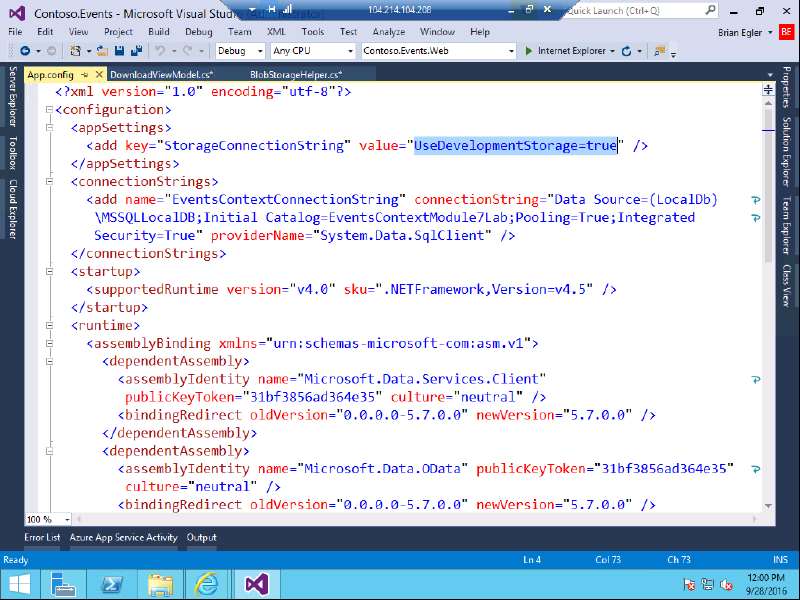 Contoso.Events - Microsoft Visual Stu
104.214.104.208
Quick Launch (Ctrl+Q)
File Edit View Project Build Debug Team XML Tools Test Analyze Window Help Brian Egler BE
Debug Any CPU Contoso.Events.Web Internet Explorer
App.config DownloadViewModel.cs* BlobStorageHelper.cs*
<?xml version="1.0" encoding="utf-8"?>
<configuration>
<appSettings>
<add key="StorageConnectionString" value="UseDevelopmentStorage=true" />
</appSettings>
<connectionStrings>
<add name="EventsContextConnectionString" connectionString="Data Source=(LocalDb)
\MSSQLLocalDB;Initial Catalog=EventsContextModule7Lab;Pooling=True;Integrated
Security=True" providerName="System.Data.SqlClient" />
</connectionStrings>
<startup>
<supportedRuntime version="v4.0" sku=".NETFramework,Version=v4.5" />
</startup>
<runtime>
<assemblyBinding xmlns="urn:schemas-microsoft-com:asm.v1">
<dependentAssembly>
<assemblyIdentity name="Microsoft.Data.Services.Client"
publicKeyToken="31bf3856ad364e35" culture="neutral" />
<bindingRedirect oldVersion="0.0.0.0-5.7.0.0" newVersion="5.7.0.0" />
</dependentAssembly>
<dependentAssembly>
<assemblyIdentity name="Microsoft.Data.OData" publicKeyToken="31bf3856ad364e35"
culture="neutral" />
<bindingRedirect oldVersion="0.0.0.0-5.7.0.0" newVersion="5.7.0.0" />
Server Explorer
Toolbox
Cloud Explorer
Properties
Solution Explorer
Team Explorer
Class View
100 %
Error List Azure App Service Activity Output
Ready Ln 4 Col 73 Ch 73 INS
12:00 PM
9/28/2016